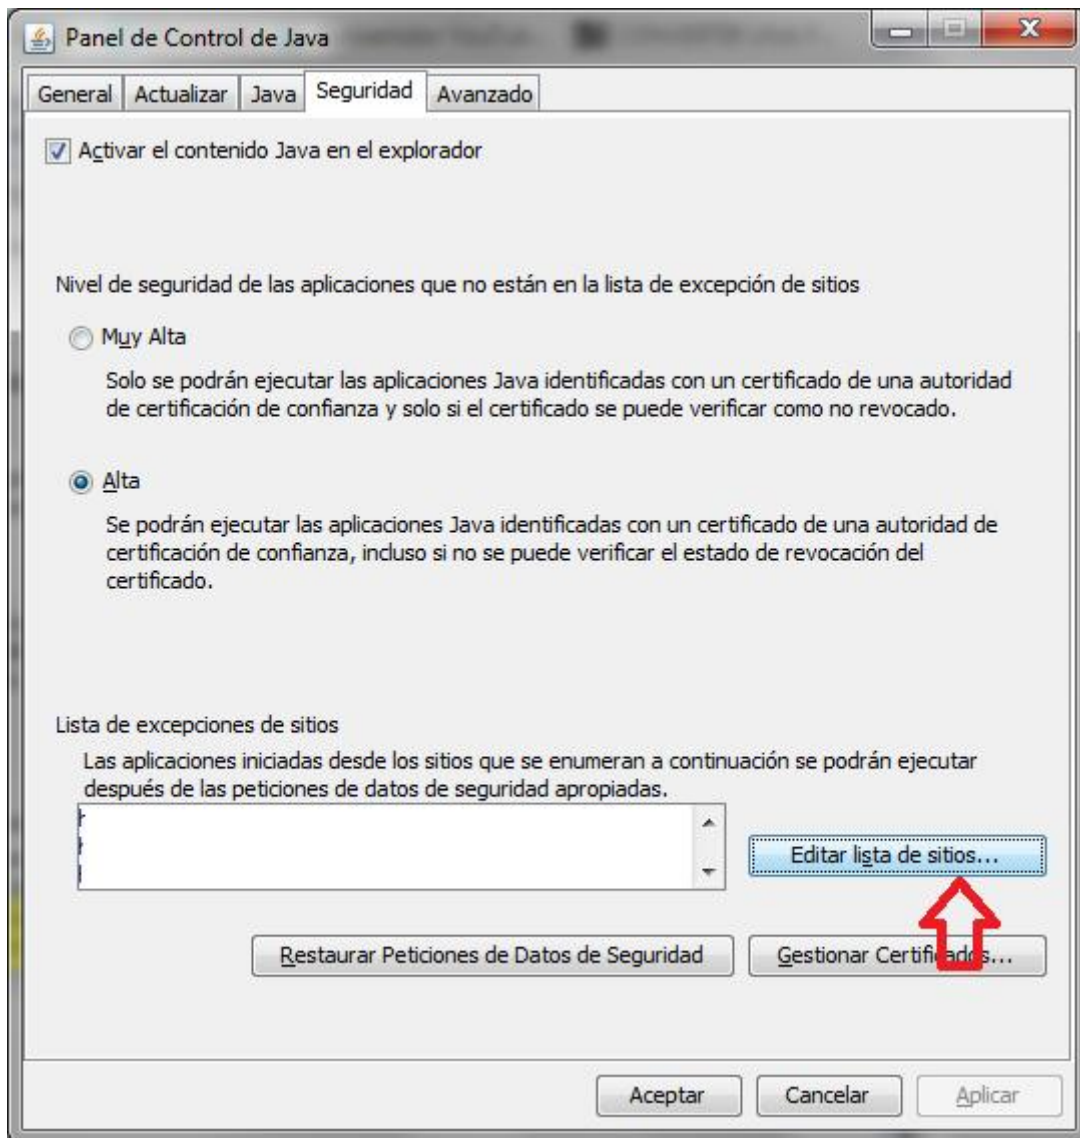 Panel de Control de Java
General Actualizar Java Seguridad Avanzado
Activar el contenido Java en el explorador
Nivel de seguridad de las aplicaciones que no están en la lista de excepción de sitios
Muy Alta
Solo se podrán ejecutar las aplicaciones Java identificadas con un certificado de una autoridad
de certificación de confianza y solo si el certificado se puede verificar como no revocado.
Alta
Se podrán ejecutar las aplicaciones Java identificadas con un certificado de una autoridad de
certificación de confianza, incluso si no se puede verificar el estado de revocación del
certificado.
Lista de excepciones de sitios
Las aplicaciones iniciadas desde los sitios que se enumeran a continuación se podrán ejecutar
después de las peticiones de datos de seguridad apropiadas.
Editar lista de sitios...
Restaurar Peticiones de Datos de Seguridad
Gestionar Certificados...
Aceptar Cancelar Aplicar